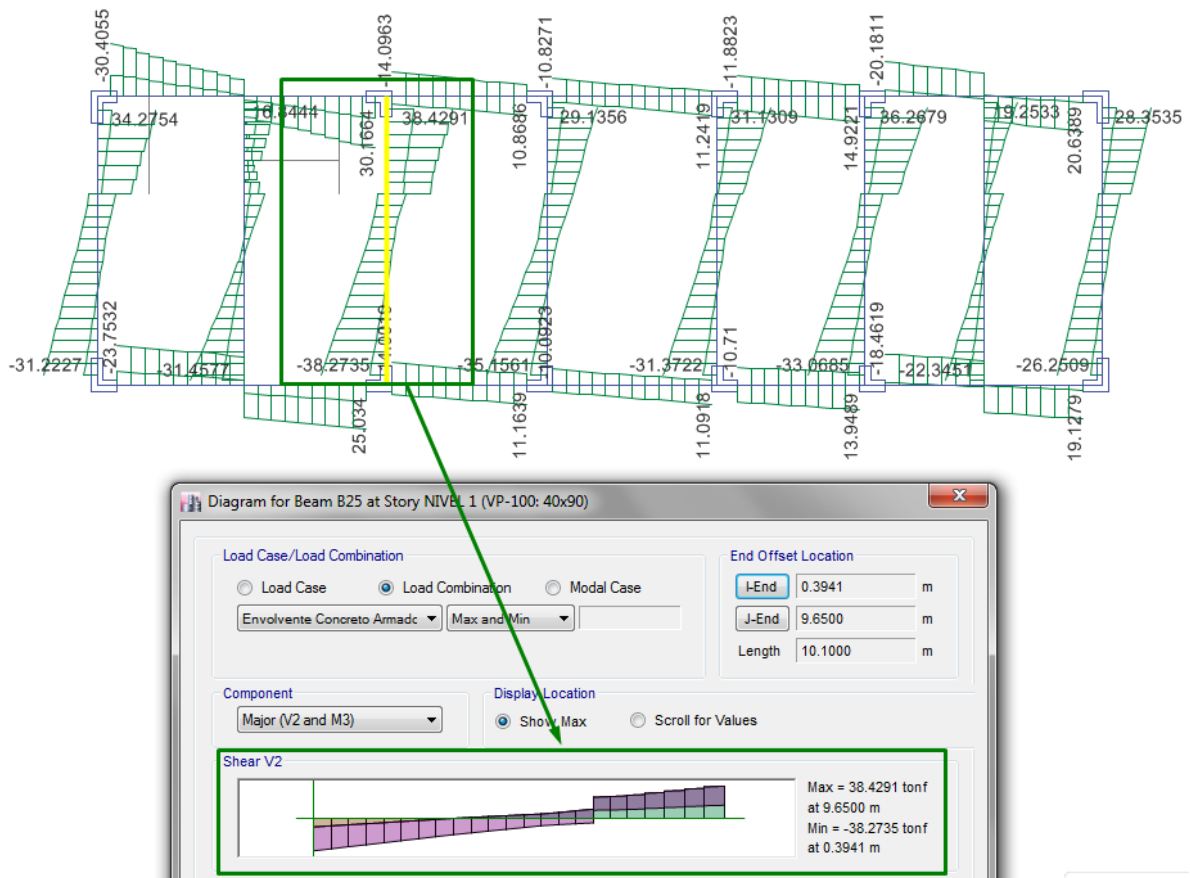 -30.4055
-14.0963
-10.8271
-11.8823
-20.1811
34.2754
16.8444
30.1664
38.4291
10.8686
29.1356
11.2419
31.1309
14.9221
36.2679
19.2533
20.6389
28.3535
-31.2227
-23.7532
-31.4577
-38.2735
-35.1561
-10.0923
-31.3722
-10.71
-33.0685
-18.4619
-22.3451
-26.2509
25.034
11.1639
11.0918
13.9489
19.1279
Diagram for Beam B25 at Story NIVEL 1 (VP-100: 40x90)
Load Case/Load Combination
Load Case
Load Combination
Modal Case
Envolvente Concreto Armado
Max and Min
End Offset Location
I-End
0.3941
m
J-End
9.6500
m
Length
10.1000
m
Component
Major (V2 and M3)
Display Location
Show Max
Scroll for Values
Shear V2
Max = 38.4291 tonf
at 9.6500 m
Min = -38.2735 tonf
at 0.3941 m